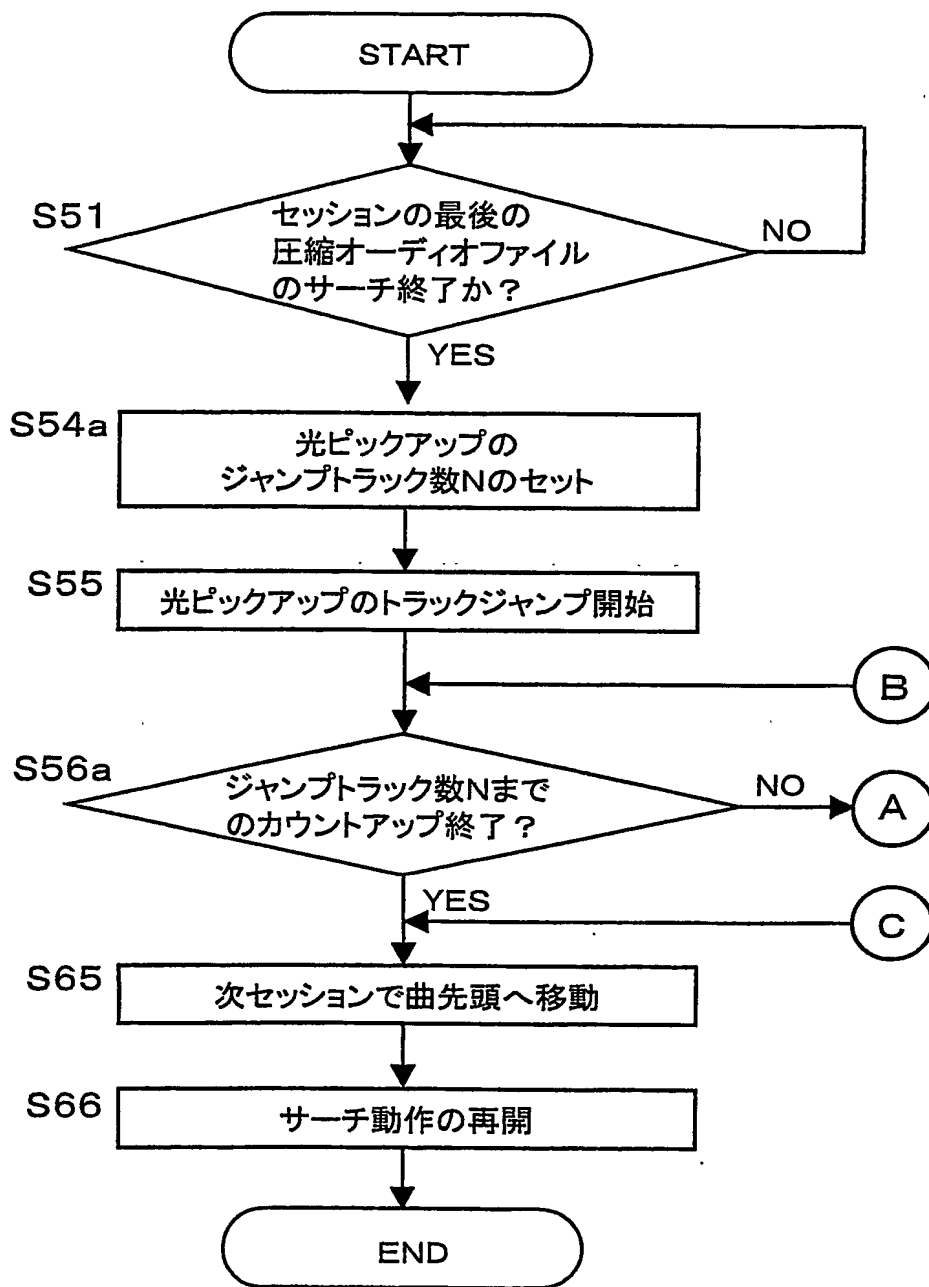 START
S51
セッションの最後の
圧縮オーディオファイル
のサーチ終了か？
NO
YES
S54a
光ピックアップの
ジャンプトラック数Nのセット
S55
光ピックアップのトラックジャンプ開始
B
S56a
ジャンプトラック数Nまで
のカウントアップ終了？
NO
A
YES
C
S65
次セッションで曲先頭へ移動
S66
サーチ動作の再開
END